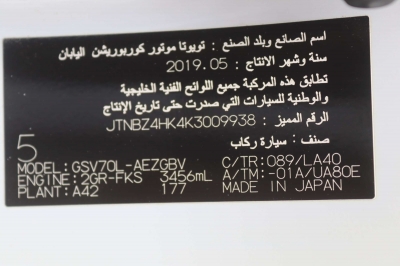 اسم الصانع وبلد الصنع : تويوتا موتور كوربوريشن اليابان
سنة وشهر الانتاج : 2019.05
تطابق هذه المركبة جميع اللوائح الفنية الخليجية
والوطنية للسيارات التي صدرت حتى تاريخ الإنتاج
الرقم المميز : JTNBZ4HK4K3009938
صنف : سيارة ركاب
5
MODEL: GSV70L-AEZGBV C/TR: 089/LA40
ENGINE: 2GR-FKS 3456mL A/TM: -01A/UA80E
PLANT: A42 177 MADE IN JAPAN